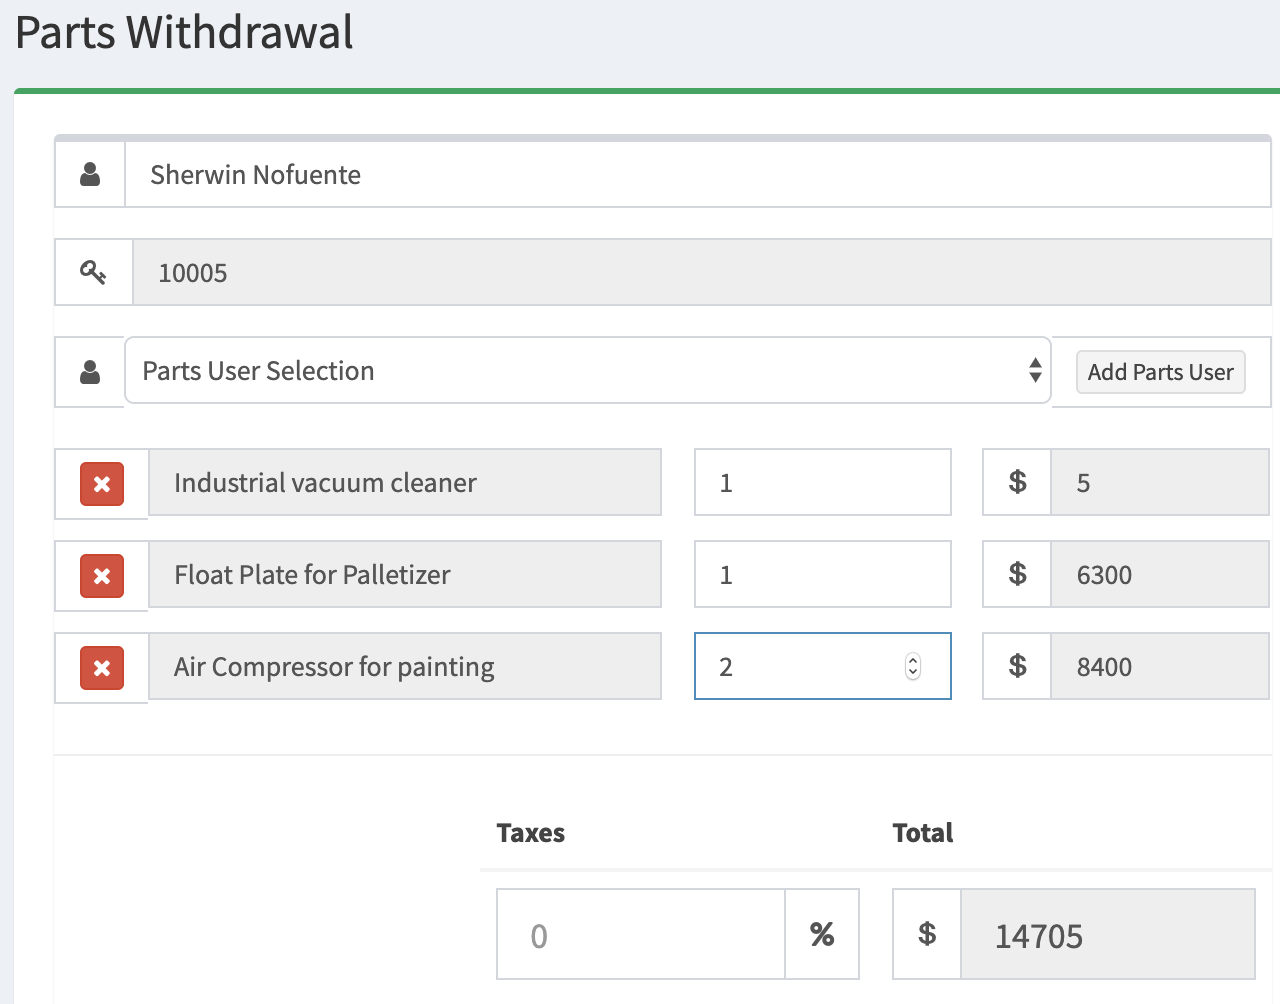 Parts Withdrawal
Sherwin Nofuente
10005
Parts User Selection Add Parts User
Industrial vacuum cleaner 1 $ 5
Float Plate for Palletizer 1 $ 6300
Air Compressor for painting 2 $ 8400
Taxes Total
0 % $ 14705